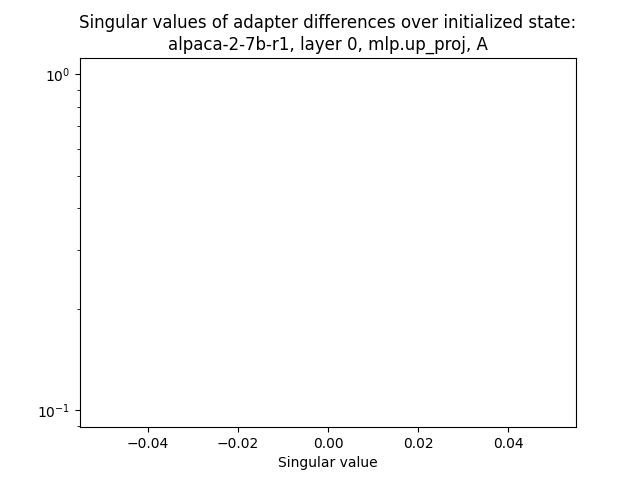 Singular values of adapter differences over initialized state:
alpaca-2-7b-r1, layer 0, mlp.up_proj, A
10⁰
10⁻¹
−0.04 −0.02 0.00 0.02 0.04
Singular value